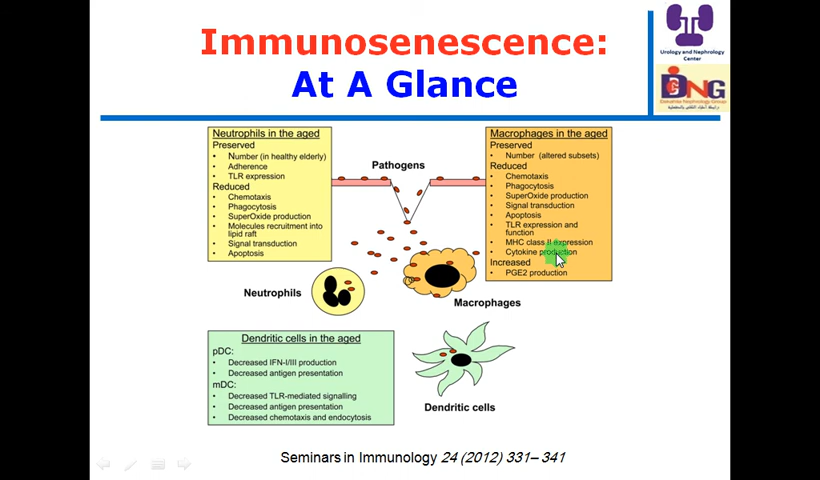 Immunosenescence:
At A Glance
Urology and Nephrology
Center
DNG
Dakahlia Nephrology Group
Neutrophils in the aged
Preserved
• Number (in healthy elderly)
• Adherence
• TLR expression
Reduced
• Chemotaxis
• Phagocytosis
• SuperOxide production
• Molecules recruitment into
lipid raft
• Signal transduction
• Apoptosis
Pathogens
Macrophages in the aged
Preserved
• Number (altered subsets)
Reduced
• Chemotaxis
• Phagocytosis
• SuperOxide production
• Signal transduction
• Apoptosis
• TLR expression and
function
• MHC class II expression
• Cytokine production
Increased
• PGE2 production
Neutrophils
Macrophages
Dendritic cells in the aged
pDC:
• Decreased IFN-I/III production
• Decreased antigen presentation
mDC:
• Decreased TLR-mediated signalling
• Decreased antigen presentation
• Decreased chemotaxis and endocytosis
Dendritic cells
Seminars in Immunology 24 (2012) 331– 341